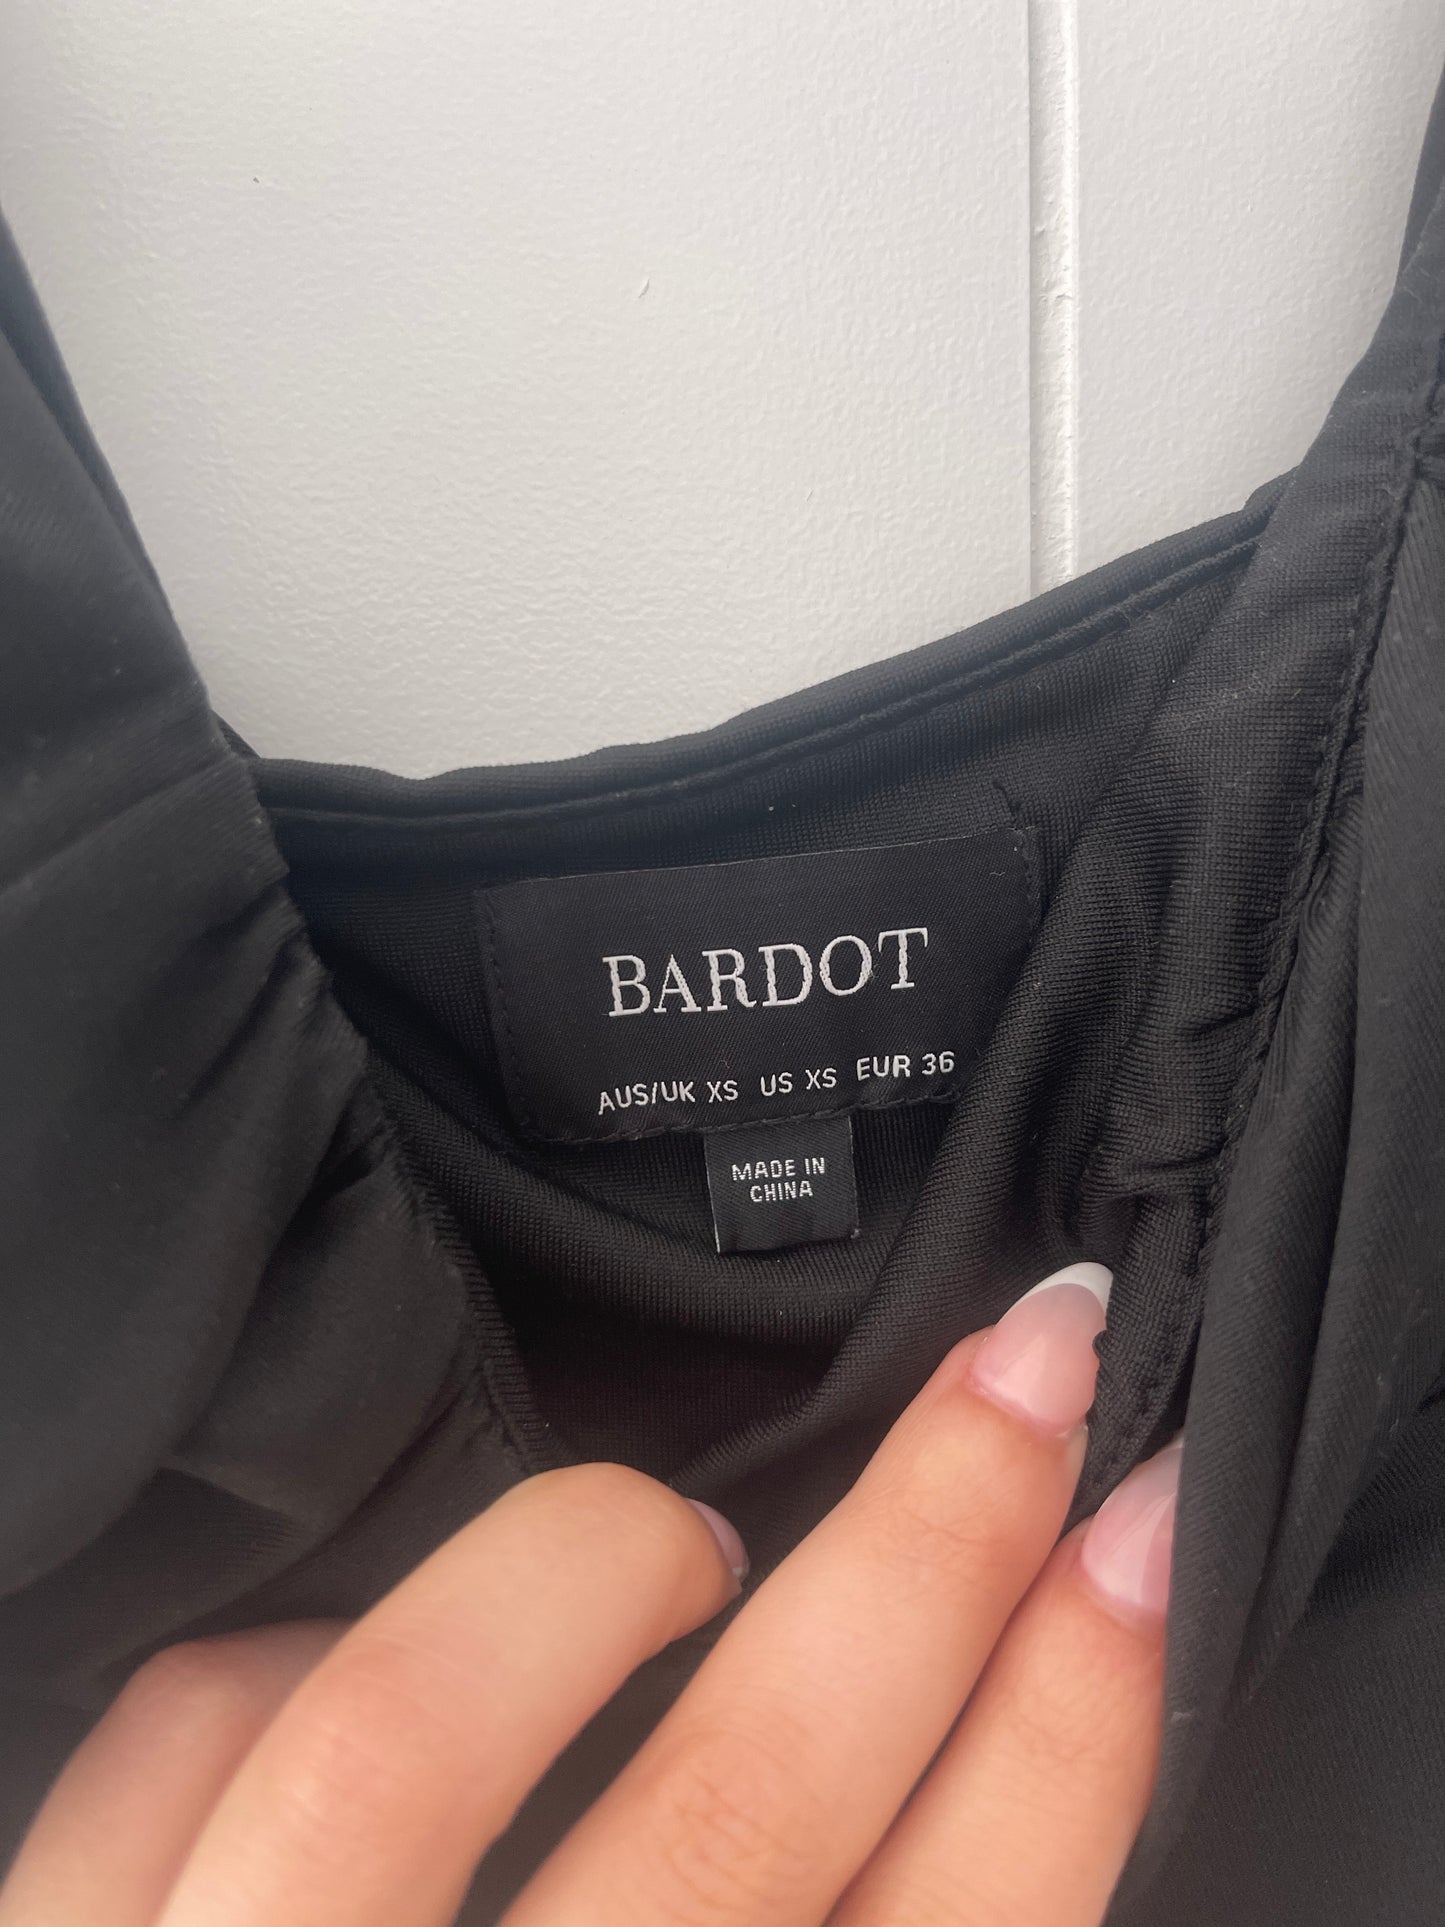 BARDOT
AUS/UK XS US XS EUR 36
MADE IN
CHINA